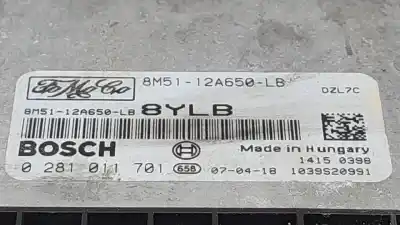 FoMoCo 8M51-12A650-LB DZL7C
8M51-12A650-LB 8YLB
BOSCH Made in Hungary
1415 0398
0 281 011 701 658 07-04-18 1039S20991